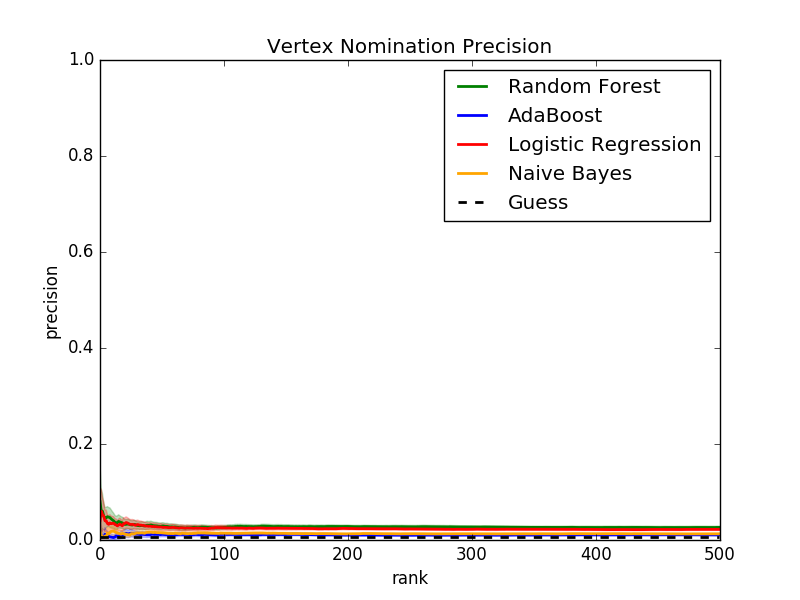 Vertex Nomination Precision
1.0
0.8
0.6
0.4
0.2
0.0
precision
Random Forest
AdaBoost
Logistic Regression
Naive Bayes
Guess
0 100 200 300 400 500
rank